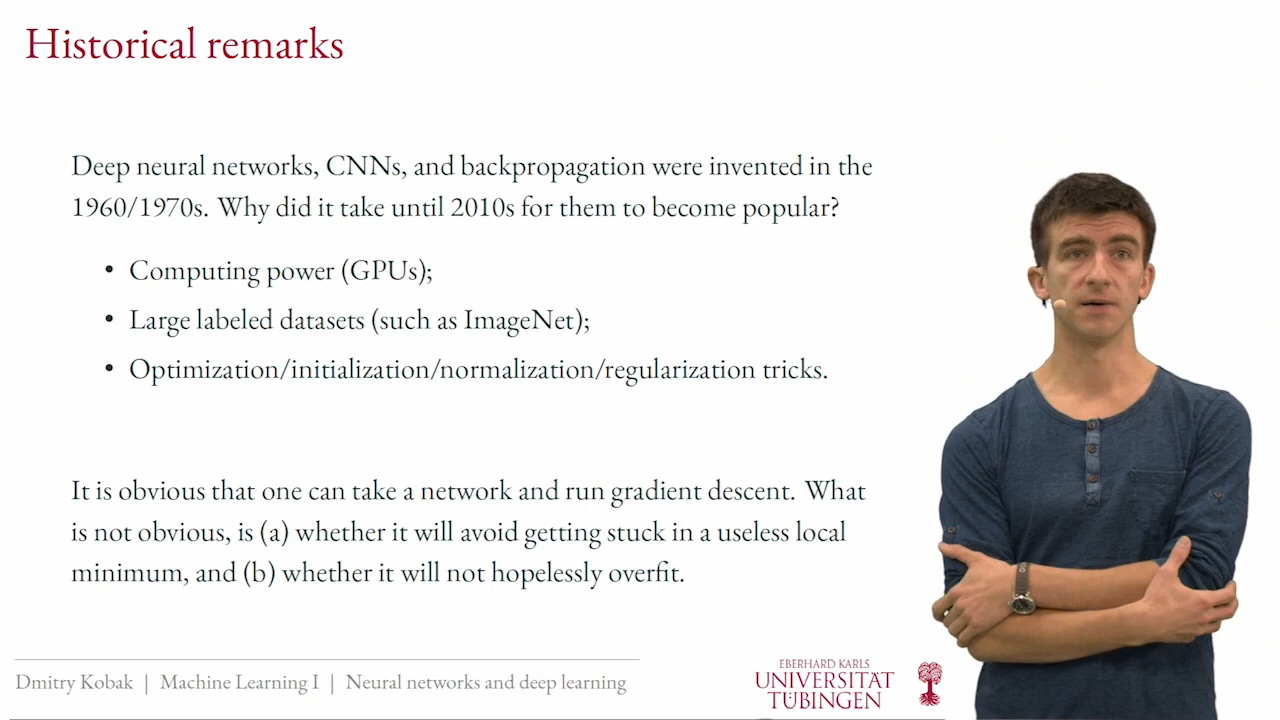 Historical remarks
Deep neural networks, CNNs, and backpropagation were invented in the
1960/1970s. Why did it take until 2010s for them to become popular?
• Computing power (GPUs);
• Large labeled datasets (such as ImageNet);
• Optimization/initialization/normalization/regularization tricks.
It is obvious that one can take a network and run gradient descent. What
is not obvious, is (a) whether it will avoid getting stuck in a useless local
minimum, and (b) whether it will not hopelessly overfit.
Dmitry Kobak | Machine Learning I | Neural networks and deep learning
EBERHARD KARLS
UNIVERSITÄT
TÜBINGEN